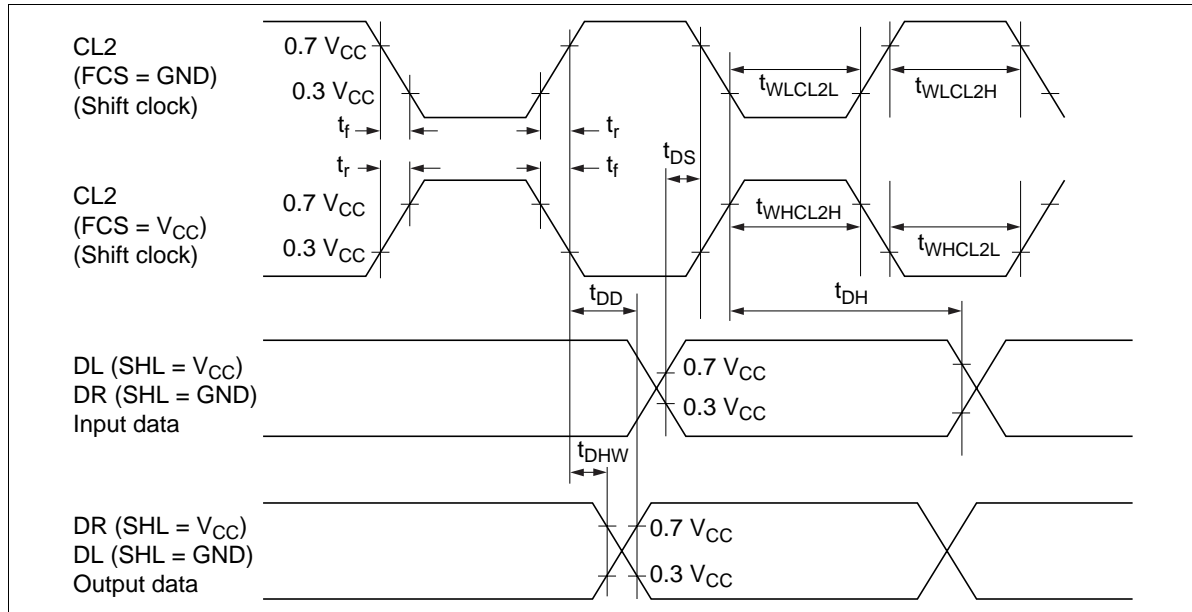 CL2
(FCS = GND)
(Shift clock)
0.7 VCC
0.3 VCC
tf
tr
tWLCL2L
tWLCL2H
tDS
CL2
(FCS = VCC)
(Shift clock)
tr
tf
0.7 VCC
0.3 VCC
tWHCL2H
tWHCL2L
tDD
tDH
DL (SHL = VCC)
DR (SHL = GND)
Input data
0.7 VCC
0.3 VCC
tDHW
DR (SHL = VCC)
DL (SHL = GND)
Output data
0.7 VCC
0.3 VCC